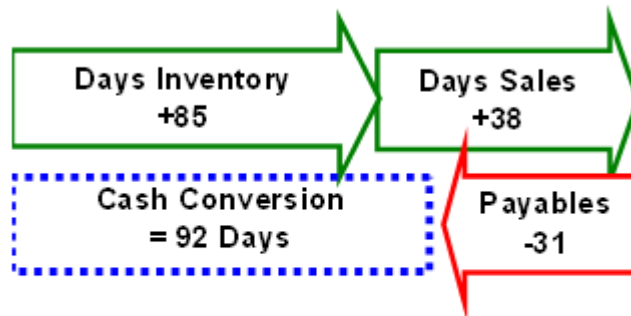 Days Inventory
+85
Days Sales
+38
Cash Conversion
= 92 Days
Payables
-31